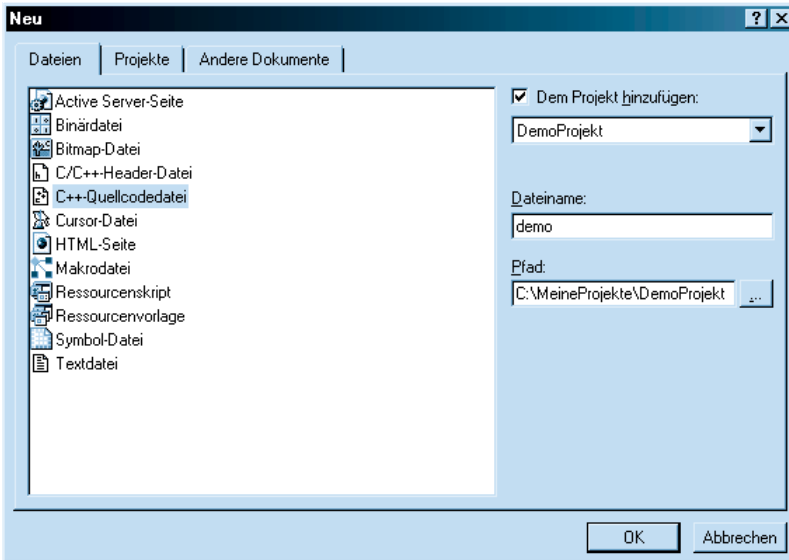 Neu
Dateien Projekte Andere Dokumente
Active Server-Seite
Binärdatei
Bitmap-Datei
C/C++-Header-Datei
C++-Quellcodedatei
Cursor-Datei
HTML-Seite
Makrodatei
Ressourcenskript
Ressourcenvorlage
Symbol-Datei
Textdatei
Dem Projekt hinzufügen:
DemoProjekt
Dateiname:
demo
Pfad:
C:\MeineProjekte\DemoProjekt ...
OK Abbrechen